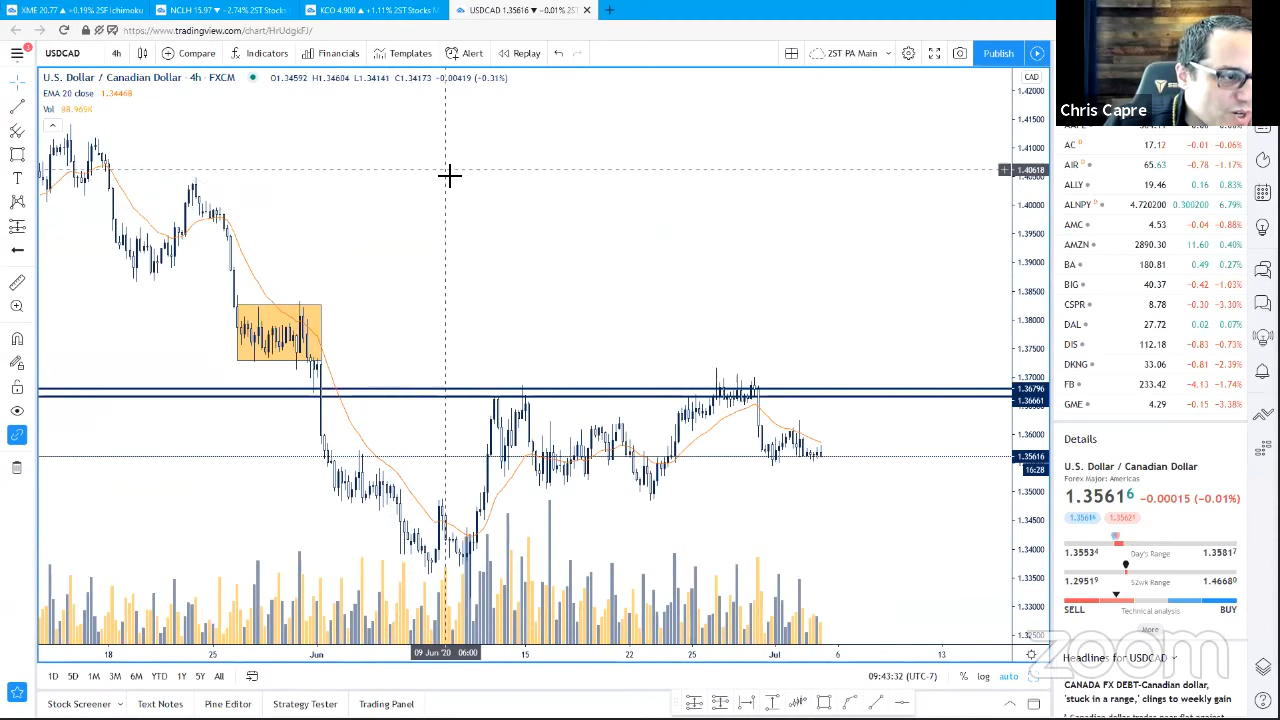 XME 20.77 ▲ +0.19% 2SF Ichimoku
NCLH 15.97 ▼ −2.74% 2ST Stocks
KCO 4.900 ▲ +1.11% 2ST Stocks M
USDCAD 1.35616 ▼ −0.01% 2ST
https://www.tradingview.com/chart/HrUdgkFJ/
USDCAD 4h Compare Indicators Financials Templates Alert Replay 2ST PA Main Publish
U.S. Dollar / Canadian Dollar · 4h · FXCM O1.34592 H1.34604 L1.34141 C1.34173 −0.00419 (−0.31%)
EMA 20 close 1.34468
Vol 88.969K
Chris Capre
CAD
1.42000
1.41500
1.41000
1.40618
1.40000
1.39500
1.39000
1.38500
1.38000
1.37500
1.37000
1.36796
1.36661
1.36000
1.35616
16:28
1.35000
1.34500
1.34000
1.33500
1.33000
1.32500
18 25 Jun 09 Jun '20 06:00 15 22 25 Jul 6 13
1D 5D 1M 3M 6M YTD 1Y 5Y All
09:43:32 (UTC-7) % log auto
Stock Screener Text Notes Pine Editor Strategy Tester Trading Panel
AC D 17.12 −0.01 −0.06%
AIR 65.63 −0.78 −1.17%
ALLY 19.46 0.16 0.83%
ALNPY D 4.720200 0.300200 6.79%
AMC 4.53 −0.04 −0.88%
AMZN 2890.30 11.60 0.40%
BA 180.81 0.49 0.27%
BIG 40.37 −0.42 −1.03%
CSPR 8.78 −0.30 −3.30%
DAL 27.72 0.02 0.07%
DIS 112.18 −0.83 −0.73%
DKNG 33.06 −0.81 −2.39%
FB 233.42 −4.13 −1.74%
GME 4.29 −0.15 −3.38%
Details
U.S. Dollar / Canadian Dollar
Forex Major: Americas
1.35616 −0.00015 (−0.01%)
1.35616 1.35621
1.35534 Day's Range 1.35817
1.29519 52wk Range 1.46680
SELL Technical analysis BUY
More
zoom
Headlines for USDCAD
CANADA FX DEBT-Canadian dollar,
'stuck in a range,' clings to weekly gain